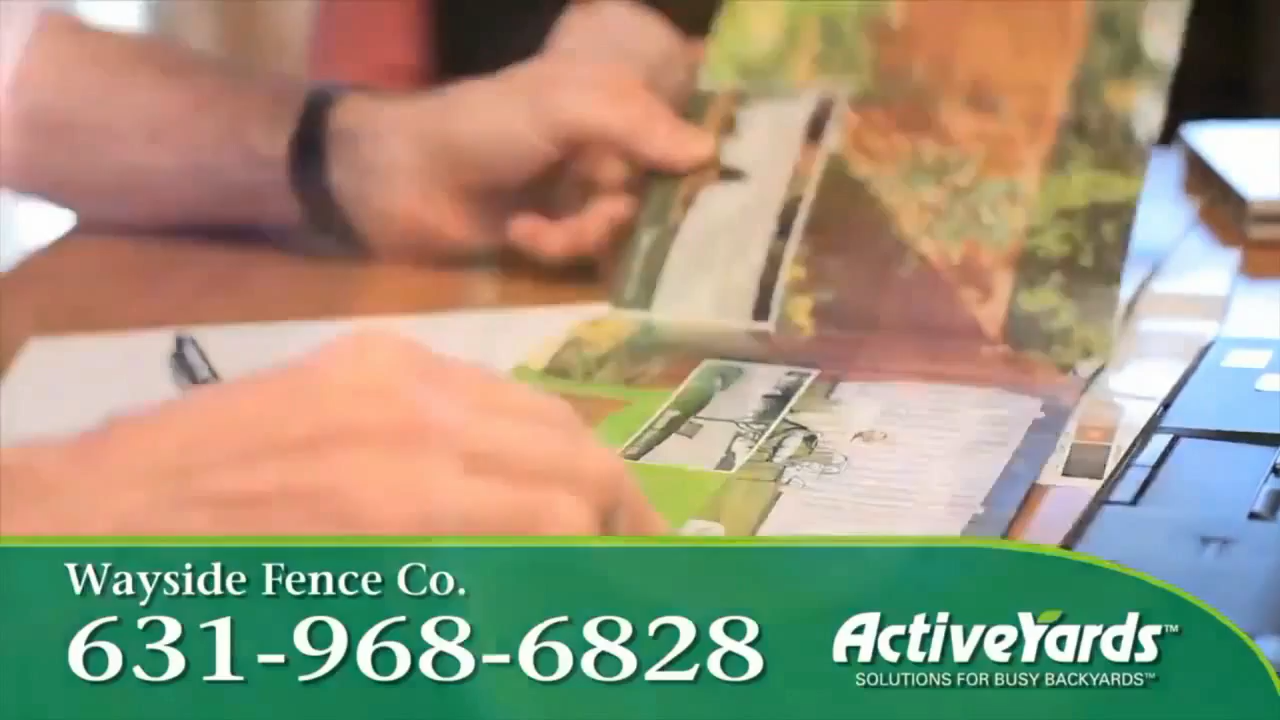 Wayside Fence Co.
631-968-6828
ActiveYards™
SOLUTIONS FOR BUSY BACKYARDS™